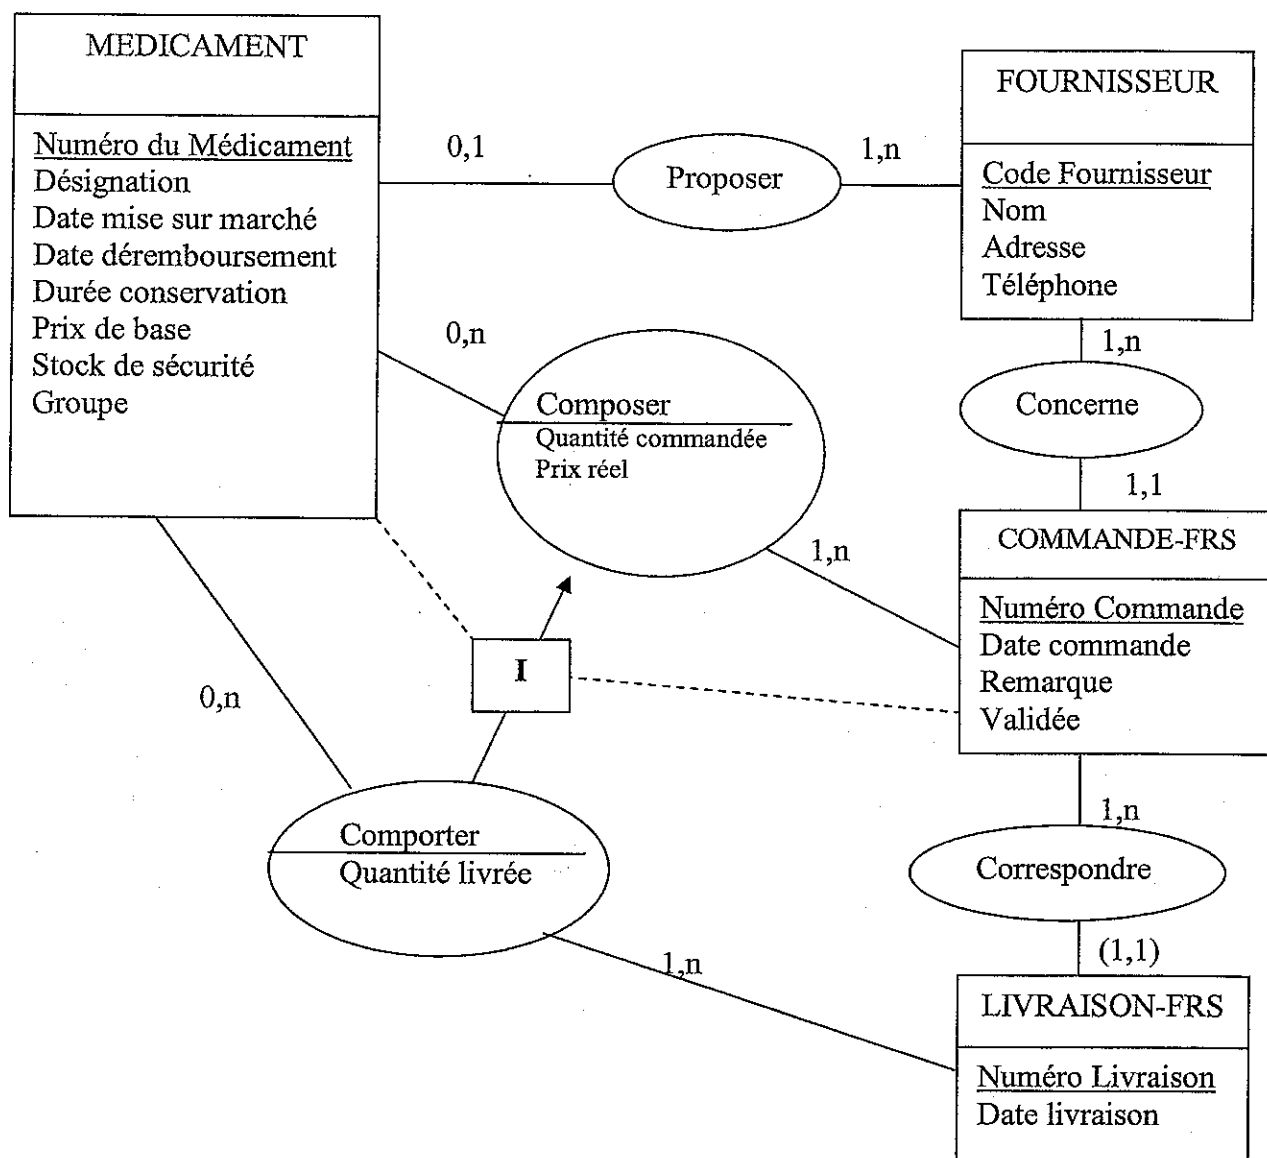 MEDICAMENT
Numéro du Médicament
Désignation
Date mise sur marché
Date déremboursement
Durée conservation
Prix de base
Stock de sécurité
Groupe
0,1
Proposer
1,n
FOURNISSEUR
Code Fournisseur
Nom
Adresse
Téléphone
1,n
Concerne
1,1
0,n
Composer
Quantité commandée
Prix réel
1,n
COMMANDE-FRS
Numéro Commande
Date commande
Remarque
Validée
I
0,n
Comporter
Quantité livrée
1,n
1,n
Correspondre
(1,1)
LIVRAISON-FRS
Numéro Livraison
Date livraison